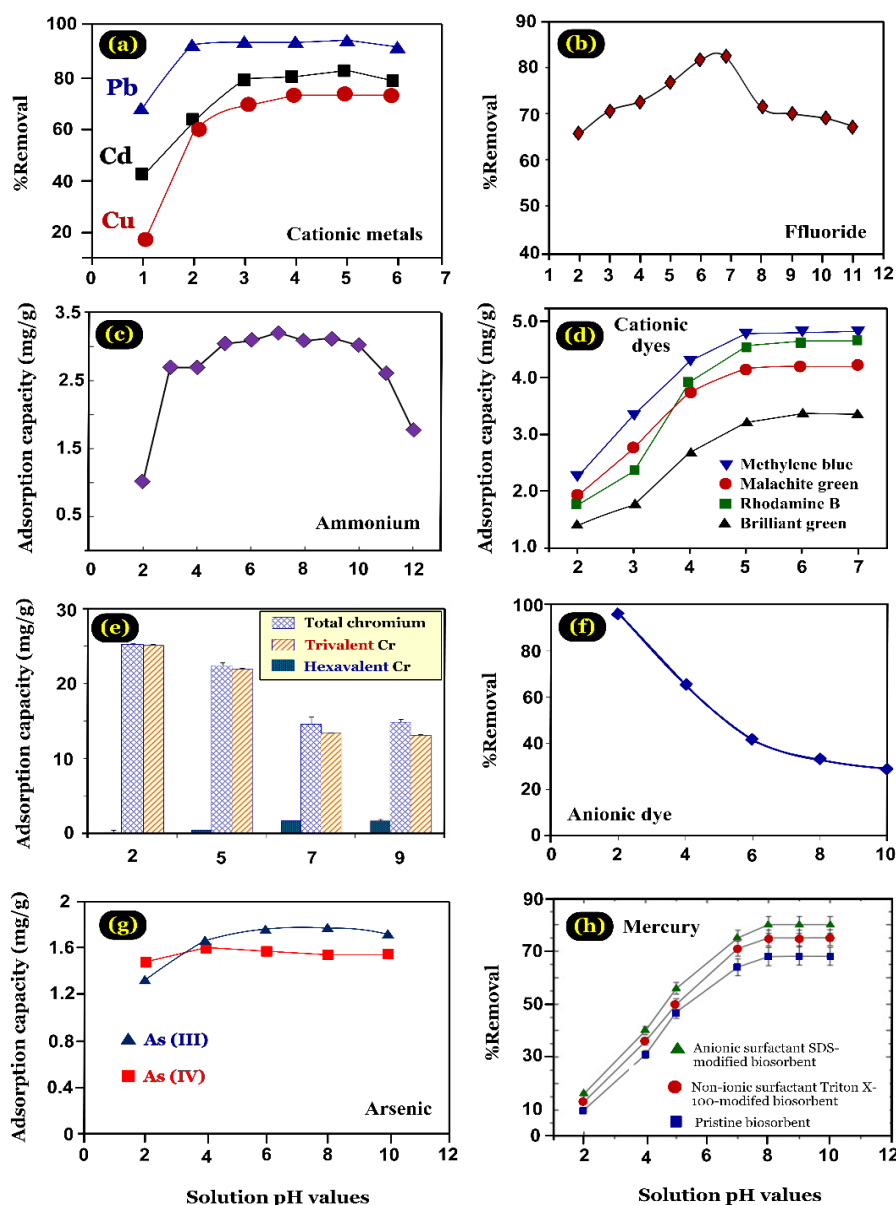 (a)
%Removal
100
80
60
40
20
Pb
Cd
Cu
Cationic metals
0 1 2 3 4 5 6 7
(b)
%Removal
90
80
70
60
50
40
Ffluoride
1 2 3 4 5 6 7 8 9 10 11 12
(c)
Adsorption capacity (mg/g)
3.5
2.5
1.5
0.5
Ammonium
0 2 4 6 8 10 12
(d)
Adsorption capacity (mg/g)
5.0
4.0
3.0
2.0
1.0
Cationic
dyes
Methylene blue
Malachite green
Rhodamine B
Brilliant green
2 3 4 5 6 7
(e)
Adsorption capacity (mg/g)
30
20
10
0
Total chromium
Trivalent Cr
Hexavalent Cr
2 5 7 9
(f)
%Removal
100
80
60
40
20
0
Anionic dye
0 2 4 6 8 10
(g)
Adsorption capacity (mg/g)
2
1.6
1.2
0.8
0.4
0
As (III)
As (IV)
Arsenic
0 2 4 6 8 10 12
Solution pH values
(h)
Mercury
%Removal
90
70
50
30
10
0
Anionic surfactant SDS-
modified biosorbent
Non-ionic surfactant Triton X-
100-modifed biosorbent
Pristine biosorbent
2 4 6 8 10 12
Solution pH values